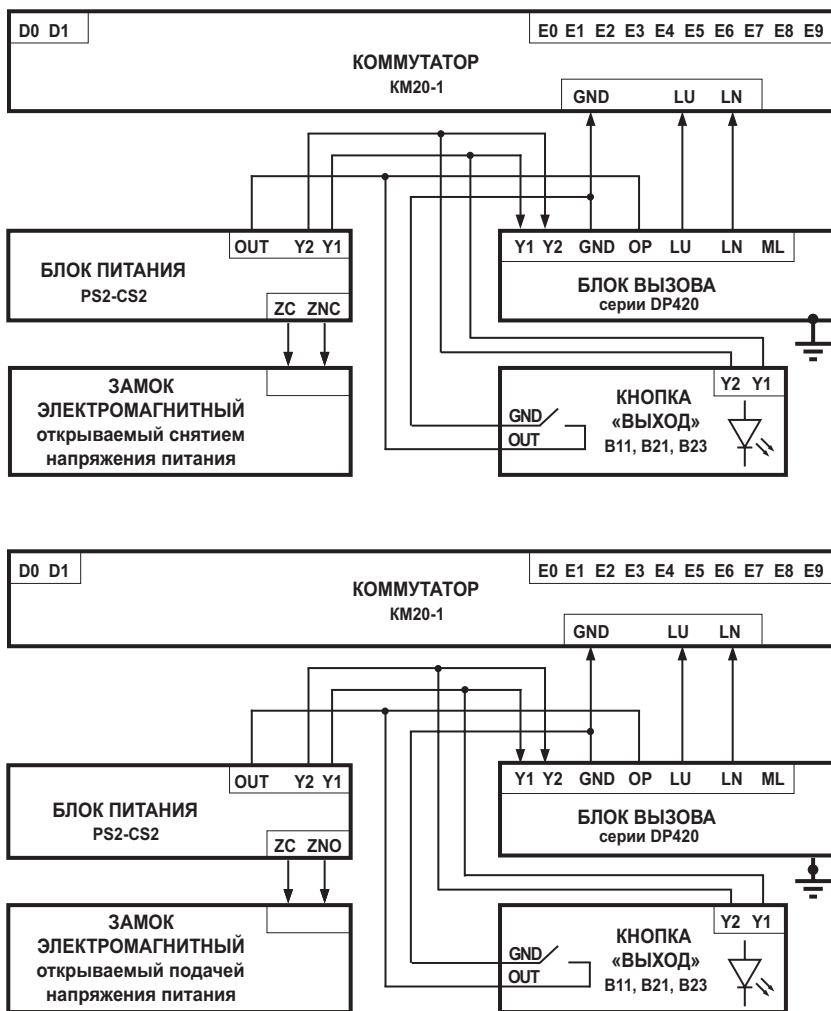 D0 D1
E0 E1 E2 E3 E4 E5 E6 E7 E8 E9
КОММУТАТОР
КМ20-1
GND LU LN
OUT Y2 Y1
Y1 Y2 GND OP LU LN ML
БЛОК ПИТАНИЯ
PS2-CS2
БЛОК ВЫЗОВА
серии DP420
ZC ZNC
ЗАМОК
ЭЛЕКТРОМАГНИТНЫЙ
открываемый снятием
напряжения питания
Y2 Y1
КНОПКА
«ВЫХОД»
B11, B21, B23
GND
OUT
D0 D1
E0 E1 E2 E3 E4 E5 E6 E7 E8 E9
КОММУТАТОР
КМ20-1
GND LU LN
OUT Y2 Y1
Y1 Y2 GND OP LU LN ML
БЛОК ПИТАНИЯ
PS2-CS2
БЛОК ВЫЗОВА
серии DP420
ZC ZNO
ЗАМОК
ЭЛЕКТРОМАГНИТНЫЙ
открываемый подачей
напряжения питания
Y2 Y1
КНОПКА
«ВЫХОД»
B11, B21, B23
GND
OUT